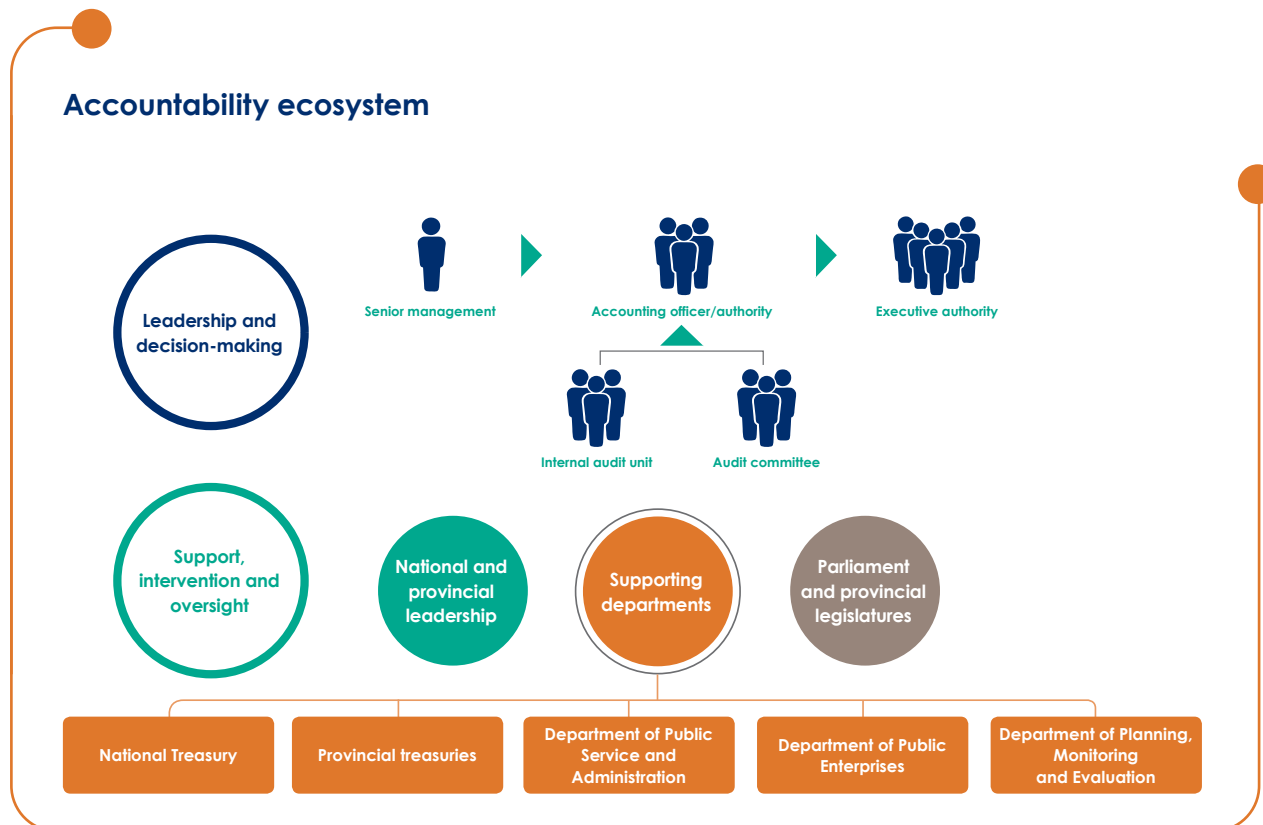 Accountability ecosystem
Leadership and
decision-making
Senior management
Accounting officer/authority
Executive authority
Internal audit unit
Audit committee
Support,
intervention and
oversight
National and
provincial
leadership
Supporting
departments
Parliament
and provincial
legislatures
National Treasury
Provincial treasuries
Department of Public
Service and
Administration
Department of Public
Enterprises
Department of Planning,
Monitoring
and Evaluation